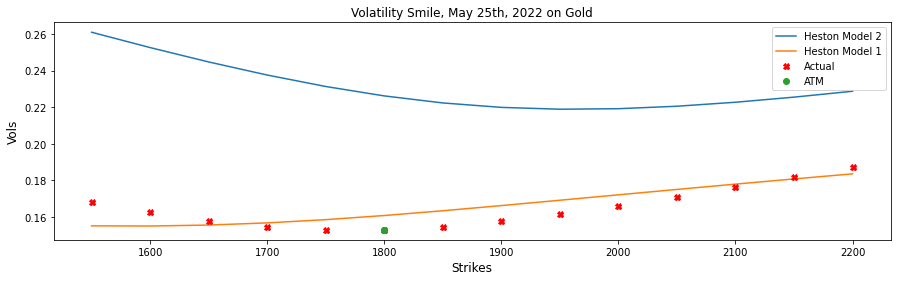 Volatility Smile, May 25th, 2022 on Gold
Heston Model 2
Heston Model 1
Actual
ATM
Vols
0.26
0.24
0.22
0.20
0.18
0.16
1600 1700 1800 1900 2000 2100 2200
Strikes